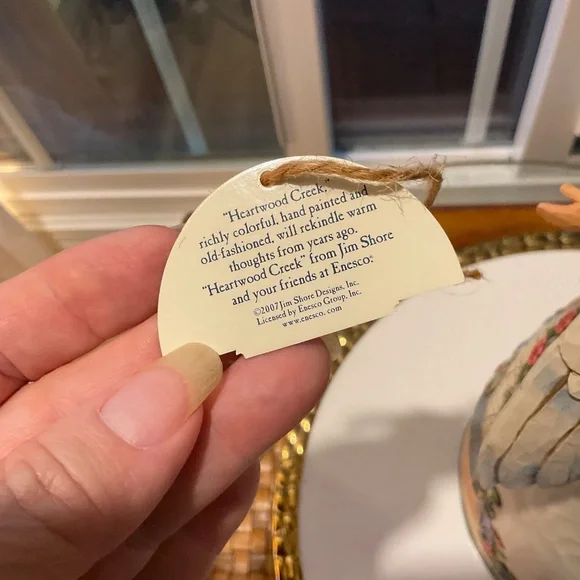 "Heartwood Creek,"
richly colorful, hand painted and
old-fashioned, will rekindle warm
thoughts from years ago.
"Heartwood Creek" from Jim Shore
and your friends at Enesco.®
©2007 Jim Shore Designs, Inc.
Licensed by Enesco Group, Inc.
www.enesco.com